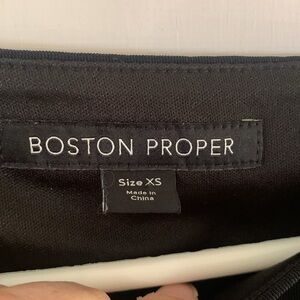 BOSTON PROPER
Size XS
Made in
China